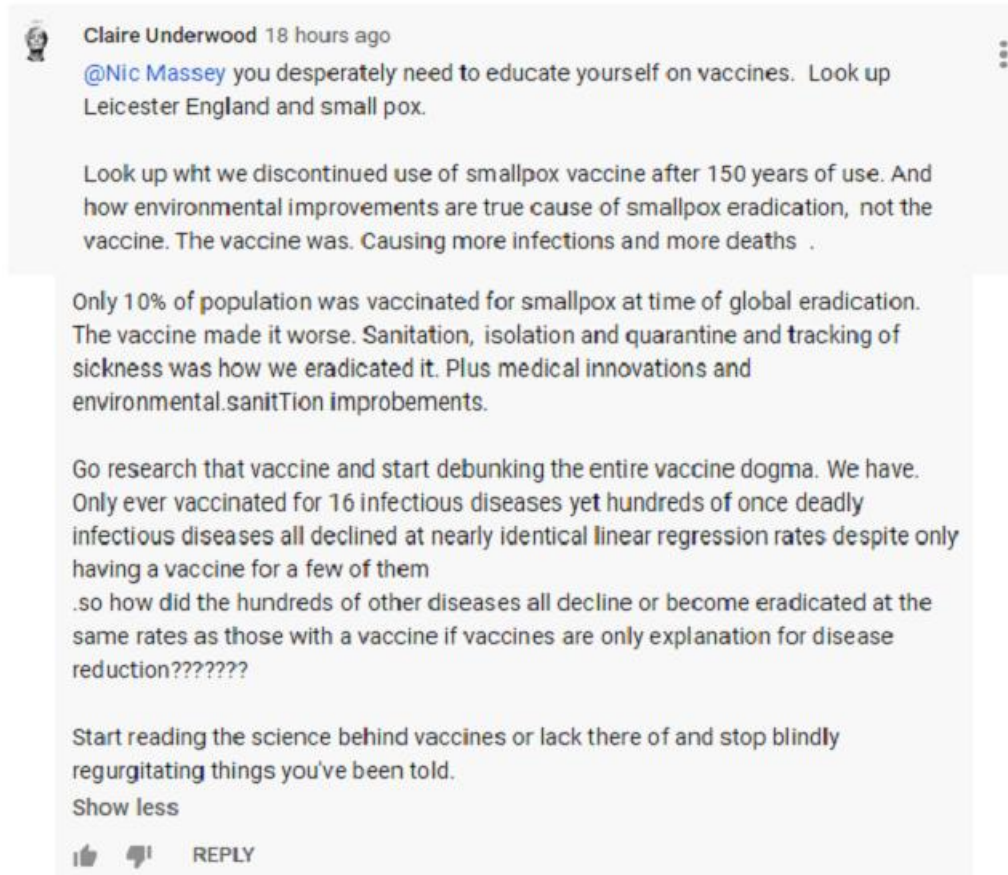 Claire Underwood 18 hours ago
@Nic Massey you desperately need to educate yourself on vaccines. Look up
Leicester England and small pox.
Look up wht we discontinued use of smallpox vaccine after 150 years of use. And
how environmental improvements are true cause of smallpox eradication, not the
vaccine. The vaccine was. Causing more infections and more deaths .
Only 10% of population was vaccinated for smallpox at time of global eradication.
The vaccine made it worse. Sanitation, isolation and quarantine and tracking of
sickness was how we eradicated it. Plus medical innovations and
environmental.sanitTion improbements.
Go research that vaccine and start debunking the entire vaccine dogma. We have.
Only ever vaccinated for 16 infectious diseases yet hundreds of once deadly
infectious diseases all declined at nearly identical linear regression rates despite only
having a vaccine for a few of them
.so how did the hundreds of other diseases all decline or become eradicated at the
same rates as those with a vaccine if vaccines are only explanation for disease
reduction???????
Start reading the science behind vaccines or lack there of and stop blindly
regurgitating things you've been told.
Show less
REPLY